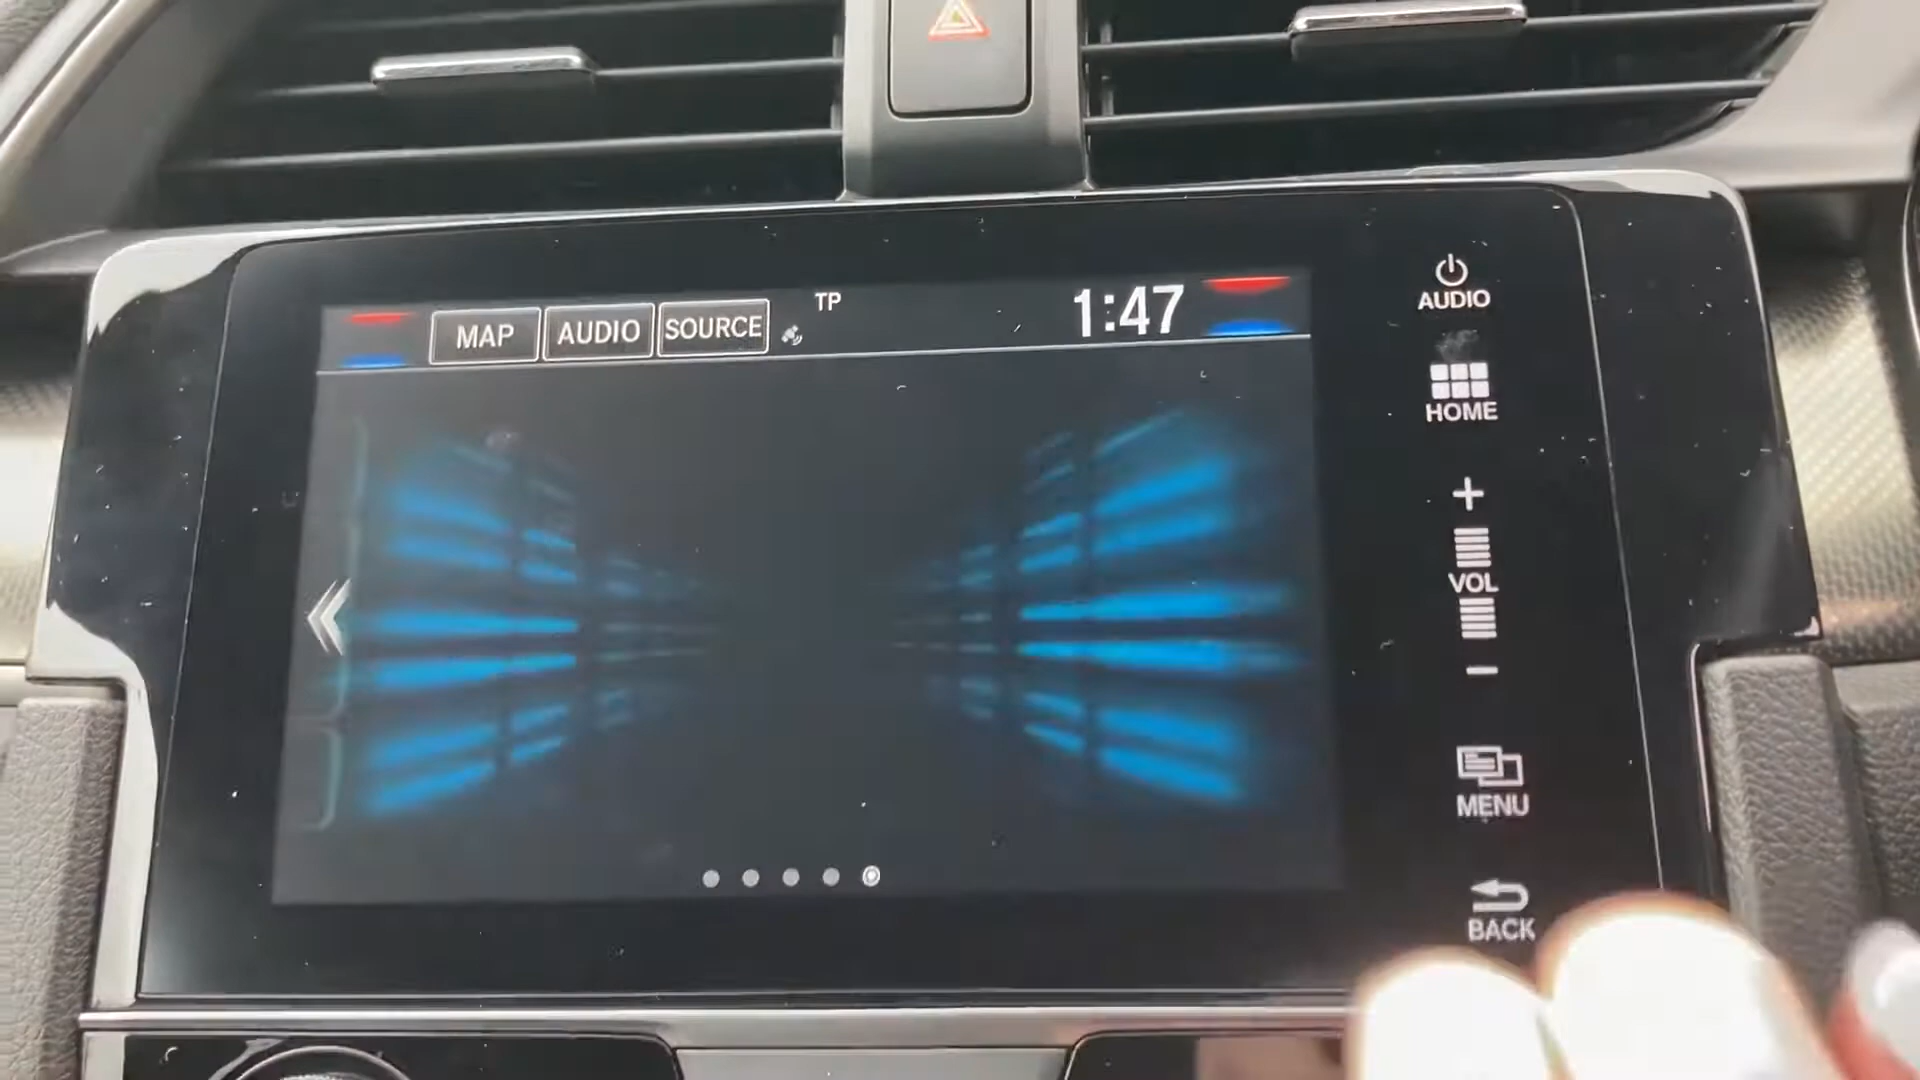 MAP AUDIO SOURCE TP 1:47
AUDIO
HOME
+
VOL
−
MENU
BACK